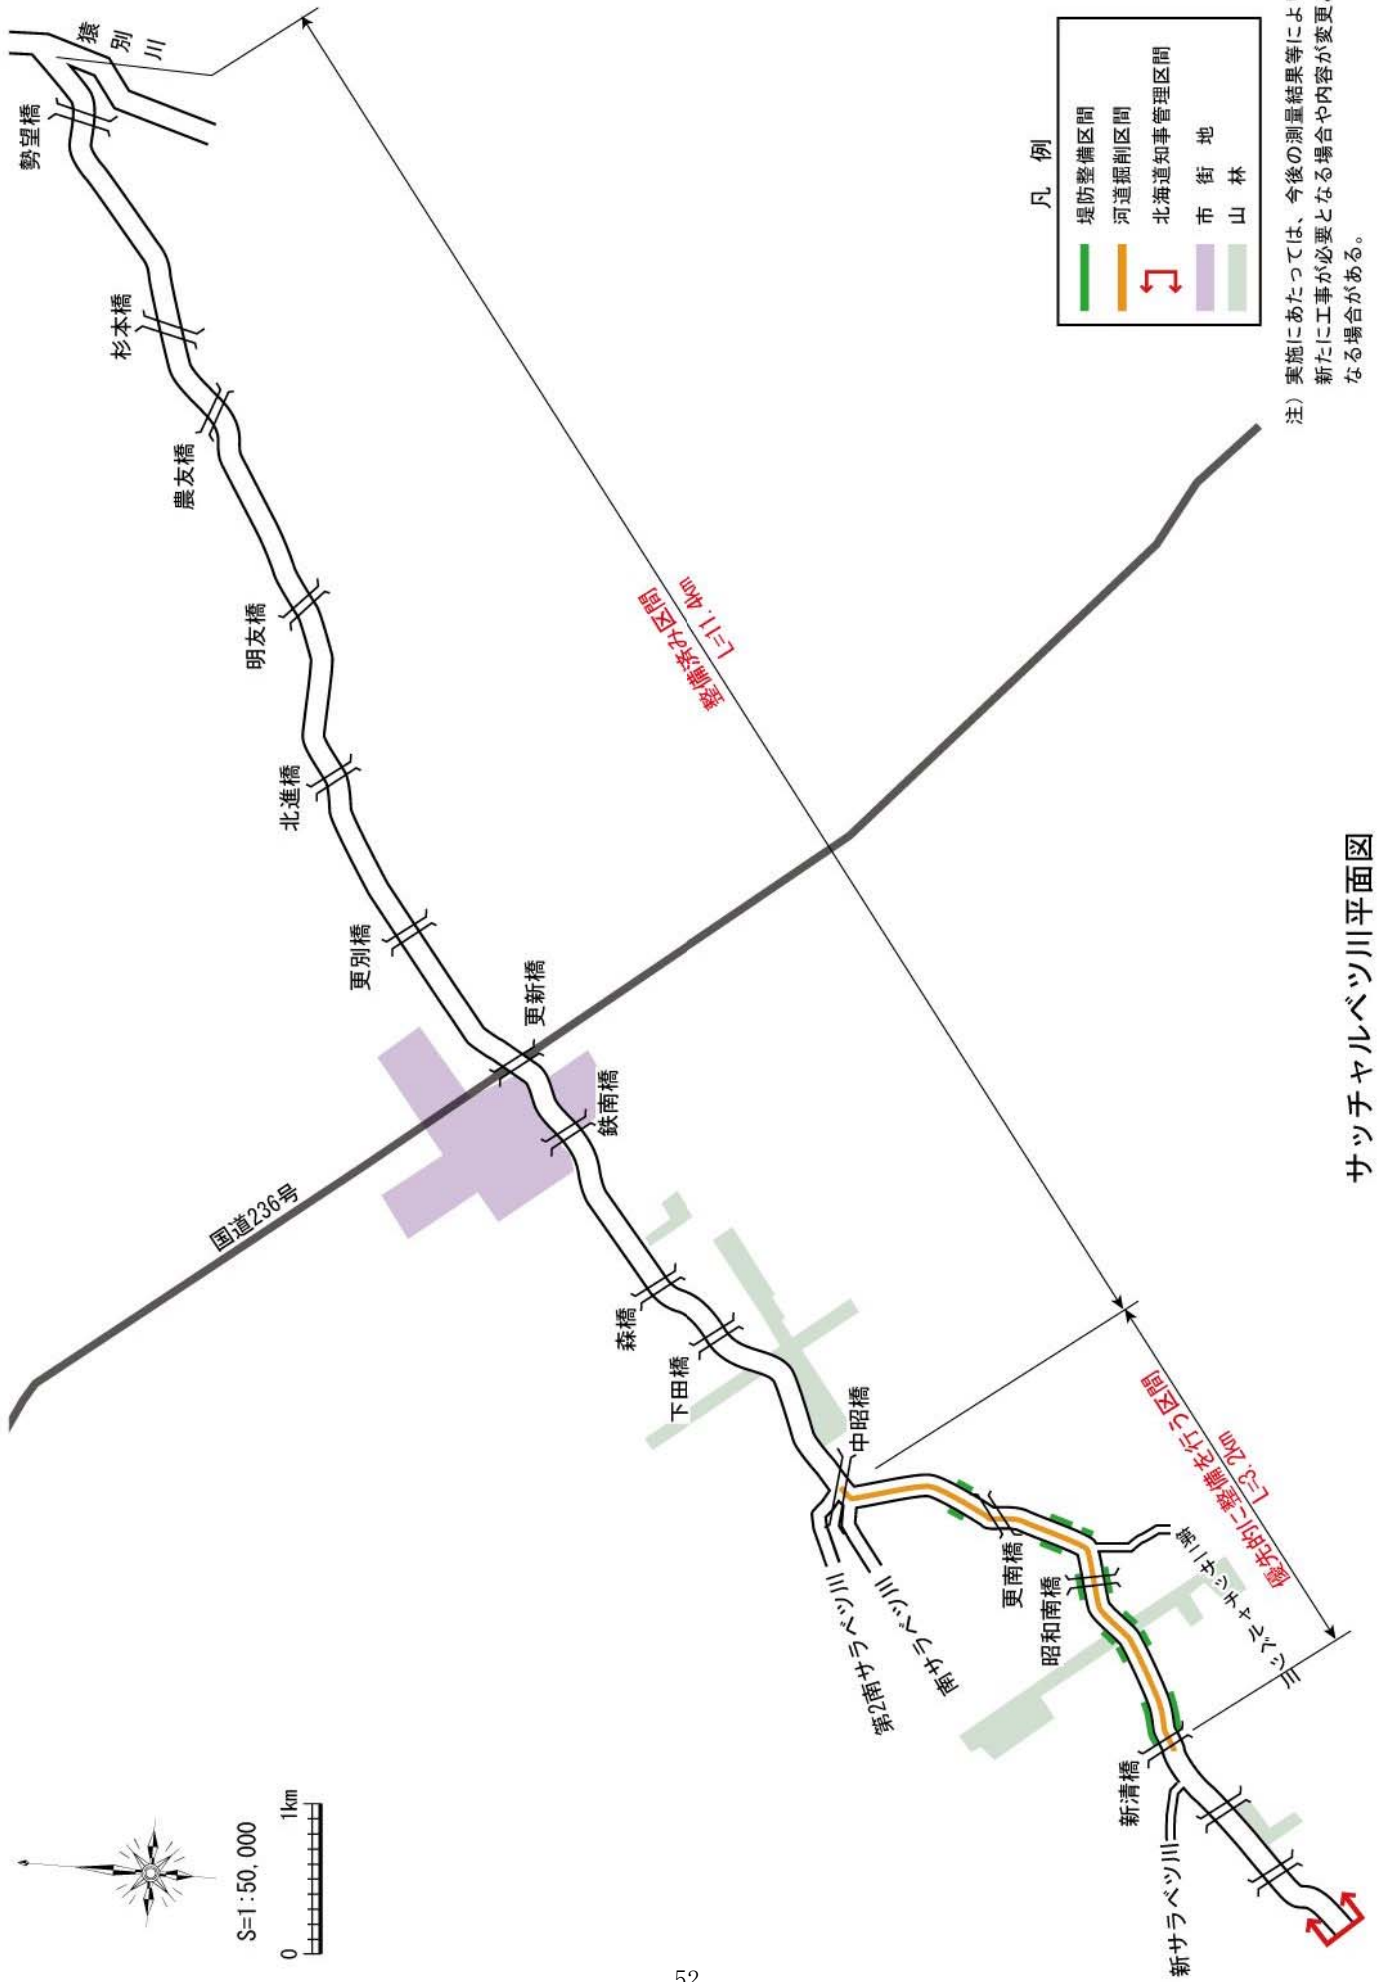 S=1:50,000
0
1km
国道236号
猿別川
勢望橋
杉本橋
農友橋
明友橋
北進橋
更別橋
更新橋
鉄南橋
森橋
下田橋
中昭橋
第2南サラベツ川
南サラベツ川
更南橋
昭和南橋
第二サッチャルベツ川
新清橋
新サラベツ川
整備済み区間
L=11.4km
優先的に整備を行う区間
L=3.2km
凡例
堤防整備区間
河道掘削区間
北海道知事管理区間
市街地
山林
注）実施にあたっては、今後の測量結果等によ
新たに工事が必要となる場合や内容が変更
なる場合がある。
サッチャルベツ川平面図
52